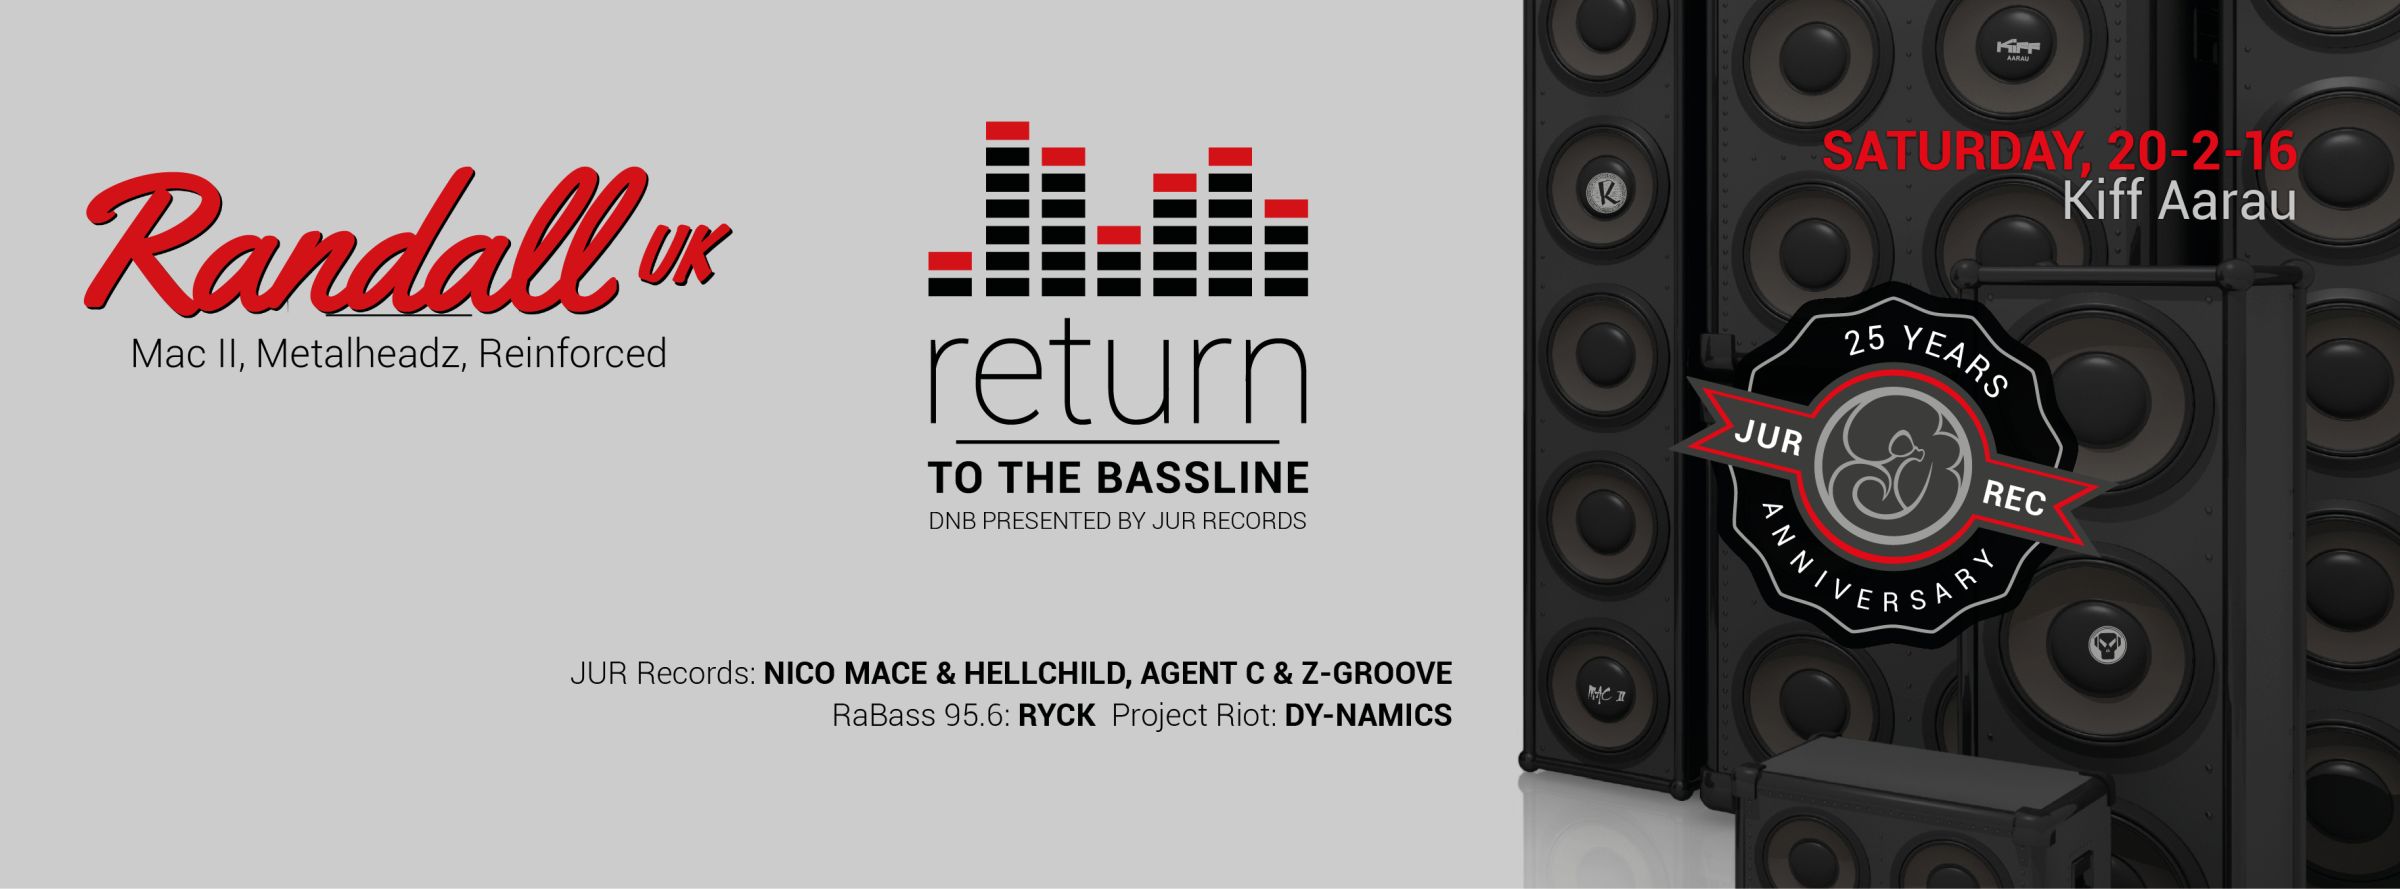 Randall UK
Mac II, Metalheadz, Reinforced
return
TO THE BASSLINE
DNB PRESENTED BY JUR RECORDS
JUR Records: NICO MACE & HELLCHILD, AGENT C & Z-GROOVE
RaBass 95.6: RYCK Project Riot: DY-NAMICS
KIFF
AARAU
SATURDAY, 20-2-16
Kiff Aarau
R
25 YEARS
JUR
REC
ANNIVERSARY
MAC II